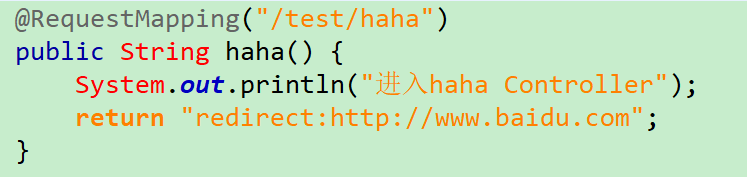 @RequestMapping("/test/haha")
public String haha() {
    System.out.println("进入haha Controller");
    return "redirect:http://www.baidu.com";
}